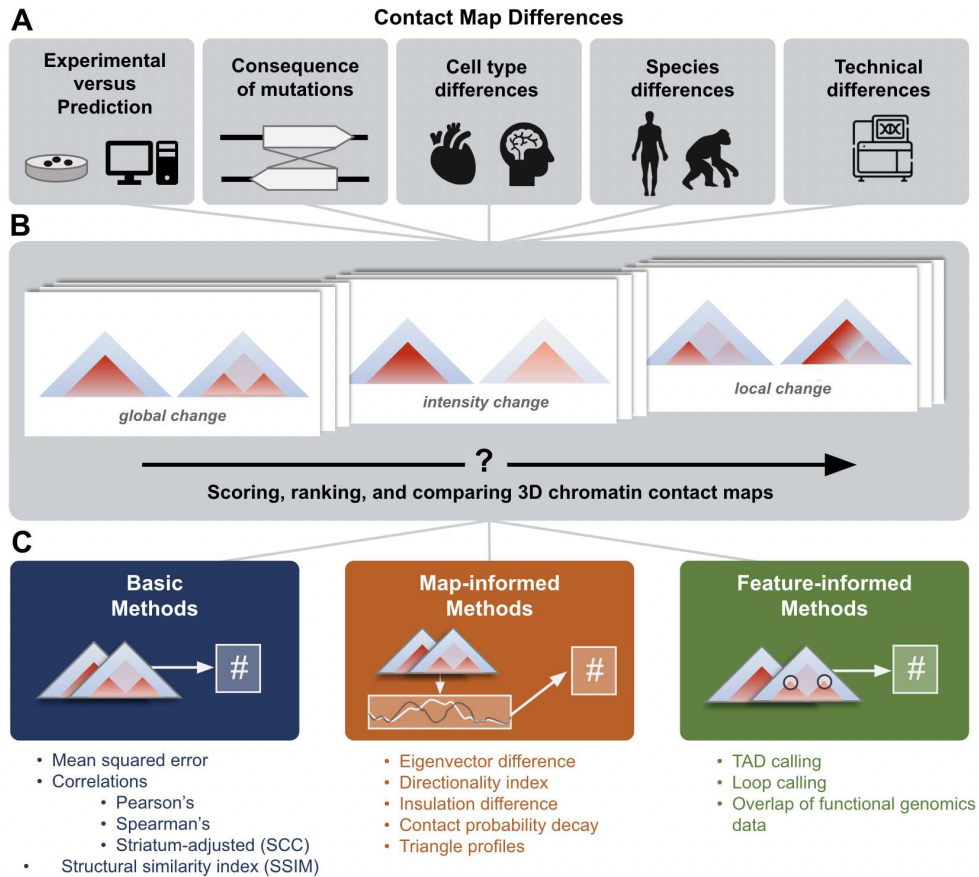 A
Contact Map Differences
Experimental
versus
Prediction
Consequence
of mutations
Cell type
differences
Species
differences
Technical
differences
B
global change
intensity change
local change
?
Scoring, ranking, and comparing 3D chromatin contact maps
C
Basic
Methods
#
• Mean squared error
• Correlations
• Pearson's
• Spearman's
• Striatum-adjusted (SCC)
• Structural similarity index (SSIM)
Map-informed
Methods
#
• Eigenvector difference
• Directionality index
• Insulation difference
• Contact probability decay
• Triangle profiles
Feature-informed
Methods
#
• TAD calling
• Loop calling
• Overlap of functional genomics
data